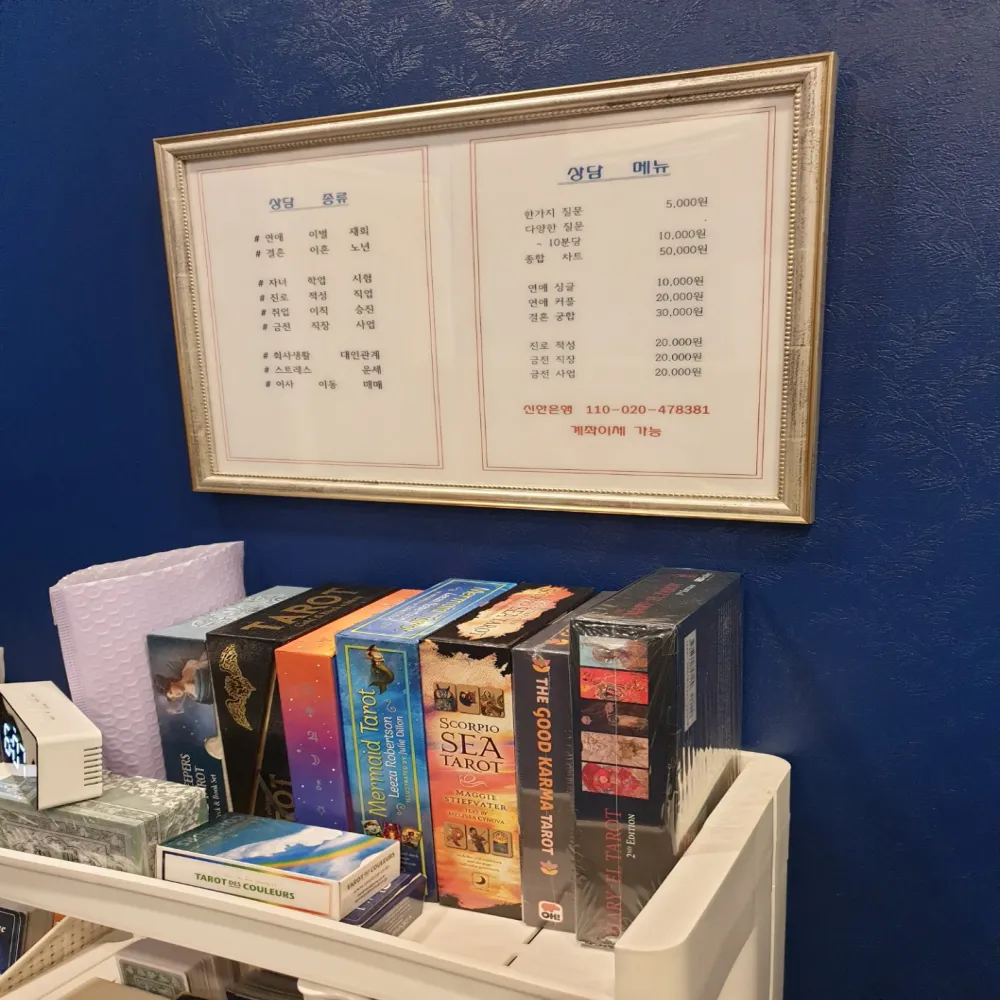 상담 종류
# 연애 이별 재회
# 결혼 이혼 노년
# 자녀 학업 시험
# 진로 적성 직업
# 취업 이직 승진
# 금전 직장 사업
# 회사생활 대인관계
# 스트레스 운세
# 이사 이동 매매
상담 메뉴
한가지 질문 5,000원
다양한 질문
~ 10분당 10,000원
종합 차트 50,000원
연애 싱글 10,000원
연애 커플 20,000원
결혼 궁합 30,000원
진로 적성 20.000원
금전 직장 20.000원
금전 사업 20.000원
신한은행 110-020-478381
계좌이체 가능
TAROT
Mermaid Tarot
Leeza Robertson
ILLUSTRATED BY Julie Dillon
SCORPIO
SEA
TAROT
MAGGIE
STIEFVATER
THE GOOD KARMA TAROT
OH!
2ND EDITION
TAROT DES COULEURS
TAROT DES COULEURS